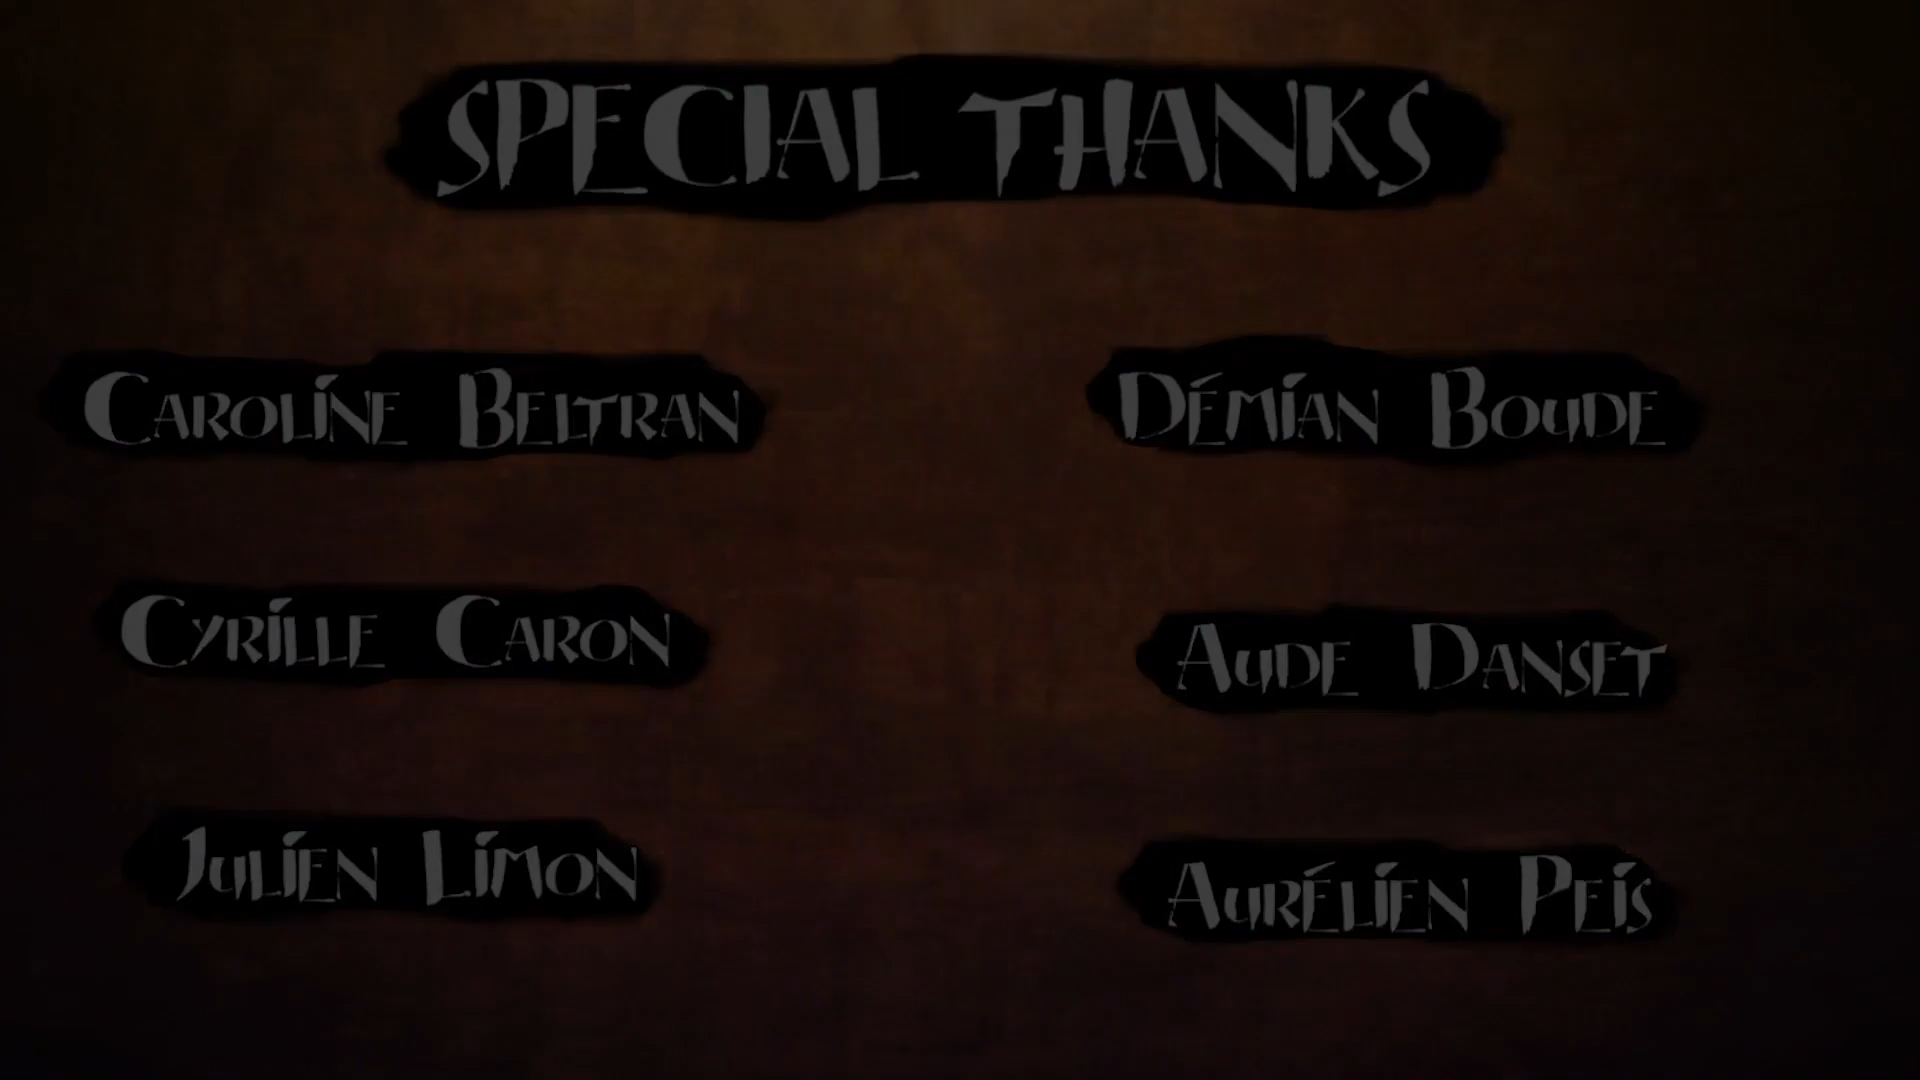 SPECIAL THANKS
CAROLINE BELTRAN
DÉMIAN BOUDE
CYRILLE CARON
AUDE DANSET
JULIEN LIMON
AURÉLIEN PEIS